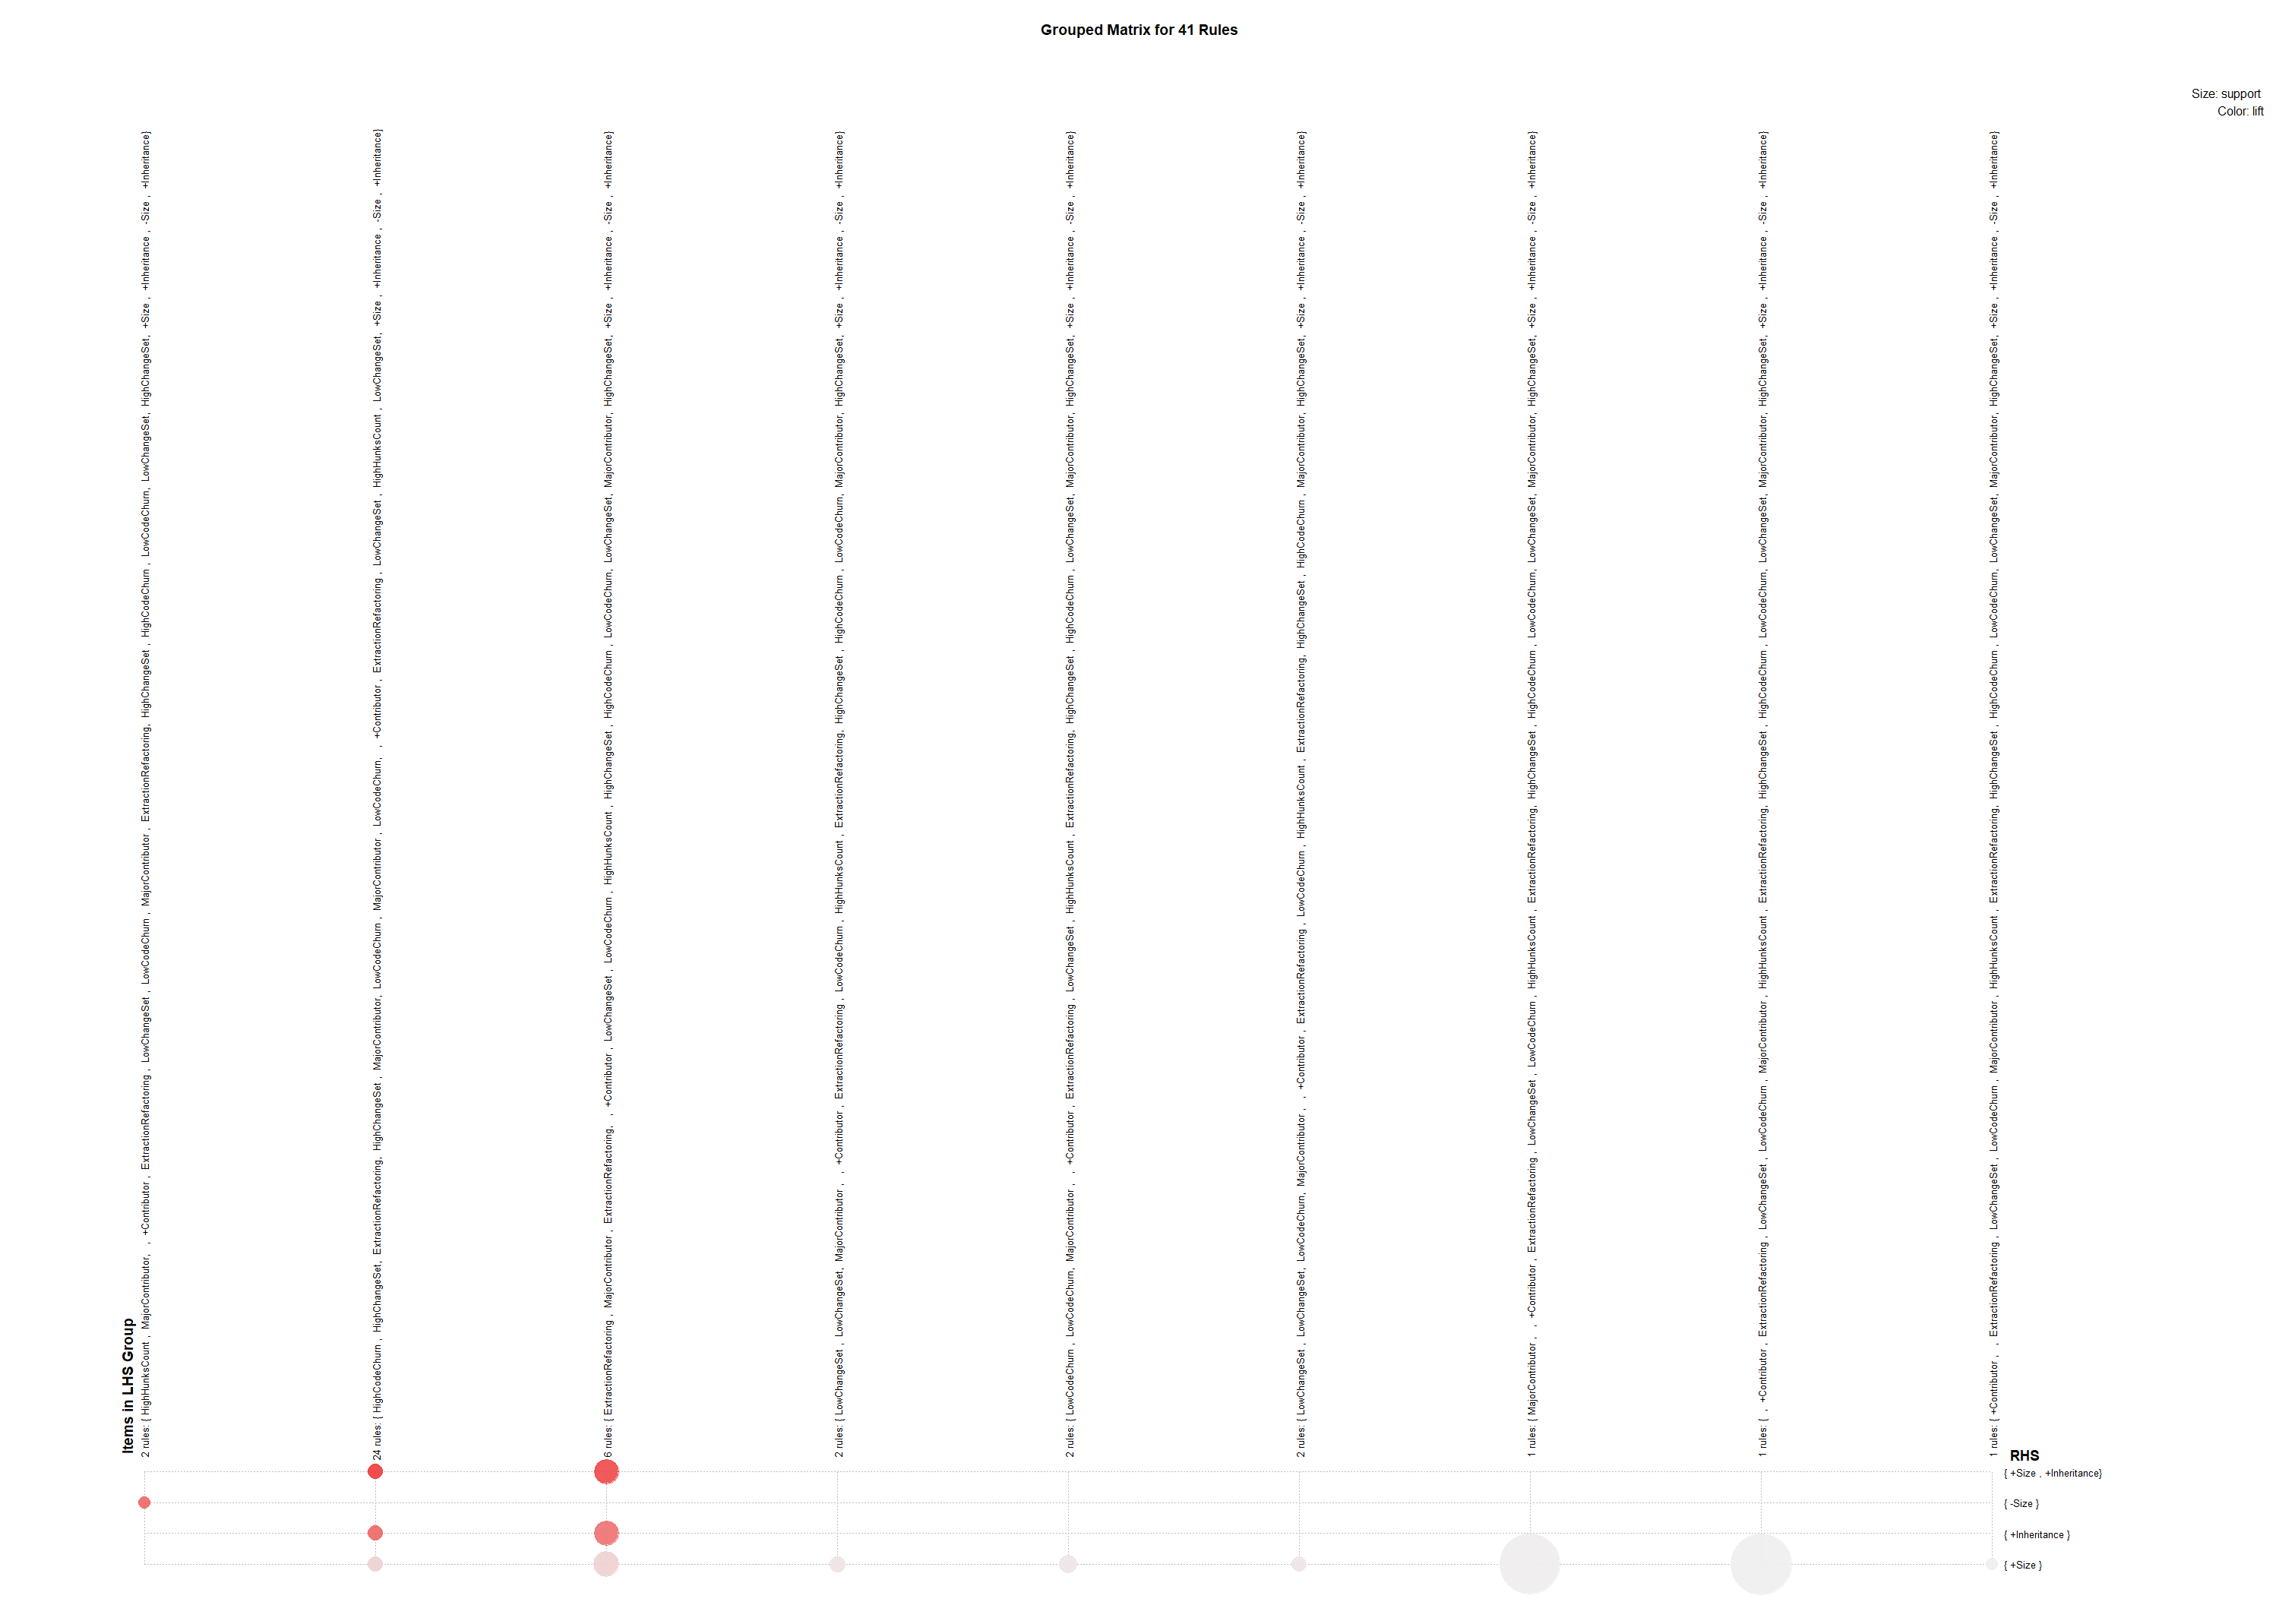 Grouped Matrix for 41 Rules
Size: support
Color: lift
Items in LHS Group
2 rules: { HighHunksCount , MajorContributor, , +Contributor , ExtractionRefactoring , LowChangeSet , LowCodeChurn , MajorContributor , ExtractionRefactoring, HighChangeSet , HighCodeChurn , LowCodeChurn, LowChangeSet, HighChangeSet, +Size , +Inheritance , -Size , +Inheritance}
24 rules: { HighCodeChurn , HighChangeSet, ExtractionRefactoring, HighChangeSet , MajorContributor, LowCodeChurn , MajorContributor , LowCodeChurn, , +Contributor , ExtractionRefactoring , LowChangeSet , HighHunksCount , LowChangeSet, +Size , +Inheritance , -Size , +Inheritance}
6 rules: { ExtractionRefactoring , MajorContributor , ExtractionRefactoring, , +Contributor , LowChangeSet , LowCodeChurn , HighHunksCount , HighChangeSet , HighCodeChurn , LowCodeChurn, LowChangeSet, MajorContributor, HighChangeSet, +Size , +Inheritance , -Size , +Inheritance}
2 rules: { LowChangeSet , LowChangeSet, MajorContributor , , +Contributor , ExtractionRefactoring , LowCodeChurn , HighHunksCount , ExtractionRefactoring, HighChangeSet , HighCodeChurn , LowCodeChurn, MajorContributor, HighChangeSet, +Size , +Inheritance , -Size , +Inheritance}
2 rules: { LowCodeChurn , LowCodeChurn, MajorContributor , , +Contributor , ExtractionRefactoring , LowChangeSet , HighHunksCount , ExtractionRefactoring, HighChangeSet , HighCodeChurn , LowChangeSet, MajorContributor, HighChangeSet, +Size , +Inheritance , -Size , +Inheritance}
2 rules: { LowChangeSet , LowChangeSet, LowCodeChurn, MajorContributor , , +Contributor , ExtractionRefactoring , LowCodeChurn , HighHunksCount , ExtractionRefactoring, HighChangeSet , HighCodeChurn , MajorContributor, HighChangeSet, +Size , +Inheritance , -Size , +Inheritance}
1 rules: { MajorContributor , , +Contributor , ExtractionRefactoring , LowChangeSet , LowCodeChurn , HighHunksCount , ExtractionRefactoring, HighChangeSet , HighCodeChurn , LowCodeChurn, LowChangeSet, MajorContributor, HighChangeSet, +Size , +Inheritance , -Size , +Inheritance}
1 rules: { , +Contributor , ExtractionRefactoring , LowChangeSet , LowCodeChurn , MajorContributor , HighHunksCount , ExtractionRefactoring, HighChangeSet , HighCodeChurn , LowCodeChurn, LowChangeSet, MajorContributor, HighChangeSet, +Size , +Inheritance , -Size , +Inheritance}
1 rules: { +Contributor , , ExtractionRefactoring , LowChangeSet , LowCodeChurn , MajorContributor , HighHunksCount , ExtractionRefactoring, HighChangeSet , HighCodeChurn , LowCodeChurn, LowChangeSet, MajorContributor, HighChangeSet, +Size , +Inheritance , -Size , +Inheritance}
RHS
{ +Size , +Inheritance}
{ -Size }
{ +Inheritance }
{ +Size }